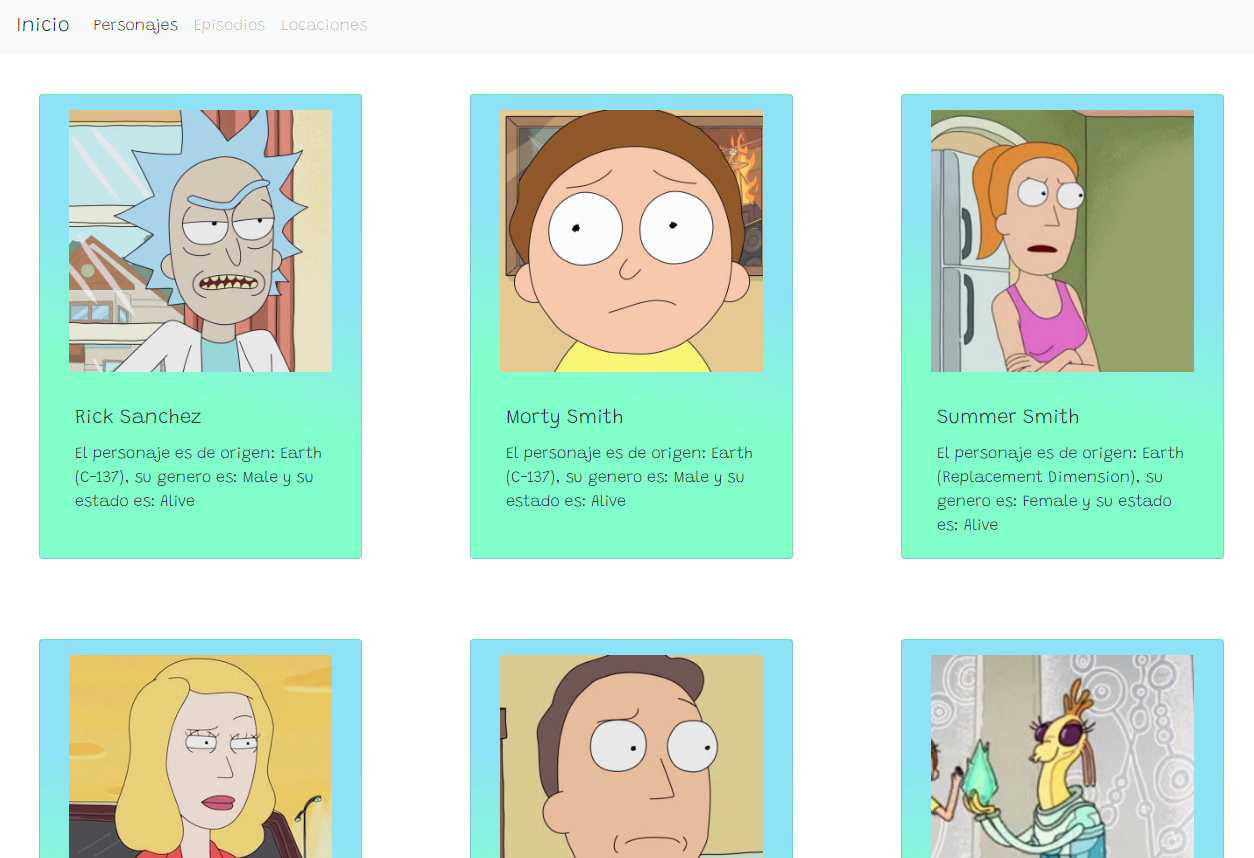 Inicio Personajes Episodios Locaciones
Rick Sanchez
El personaje es de origen: Earth
(C-137), su genero es: Male y su
estado es: Alive
Morty Smith
El personaje es de origen: Earth
(C-137), su genero es: Male y su
estado es: Alive
Summer Smith
El personaje es de origen: Earth
(Replacement Dimension), su
genero es: Female y su estado
es: Alive